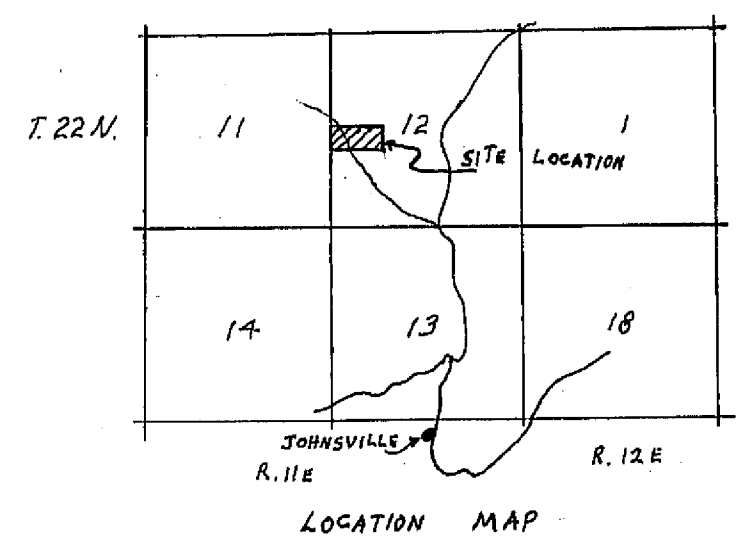 T. 22 N. 11 12 1
SITE LOCATION
14 13 18
JOHNSVILLE
R. 11 E R. 12 E
LOCATION MAP